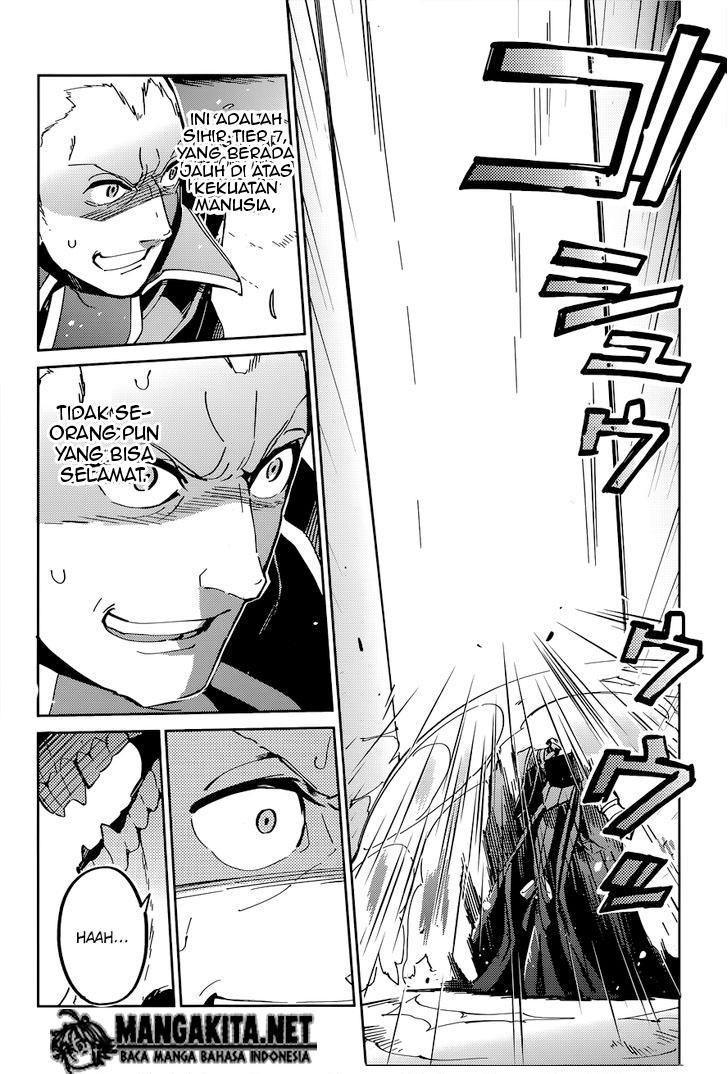 ゴ
シュウ
ウウウ
INI ADALAH
SIHIR TIER 7,
YANG BERADA
JAUH DI ATAS
KEKUATAN
MANUSIA,
TIDAK SE-
ORANG PUN
YANG BISA
SELAMAT.
HAAH...
MANGAKITA.NET
BACA MANGA BAHASA INDONESIA